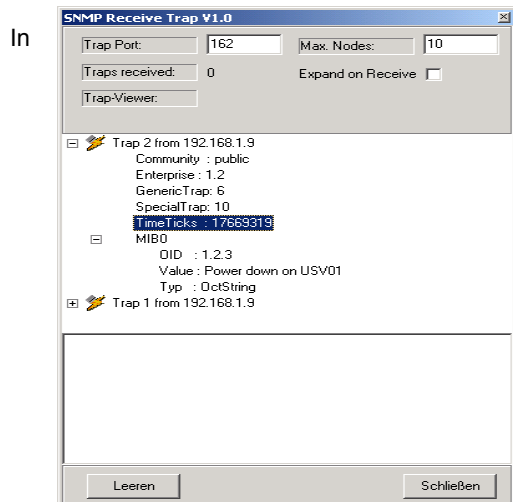 In
SNMP Receive Trap V1.0
Trap Port: 162 Max. Nodes: 10
Traps received: 0 Expand on Receive
Trap-Viewer:
Trap 2 from 192.168.1.9
Community : public
Enterprise : 1.2
GenericTrap: 6
SpecialTrap: 10
TimeTicks : 17669319
MIB0
OID : 1.2.3
Value : Power down on USV01
Typ : OctString
Trap 1 from 192.168.1.9
Leeren Schließen